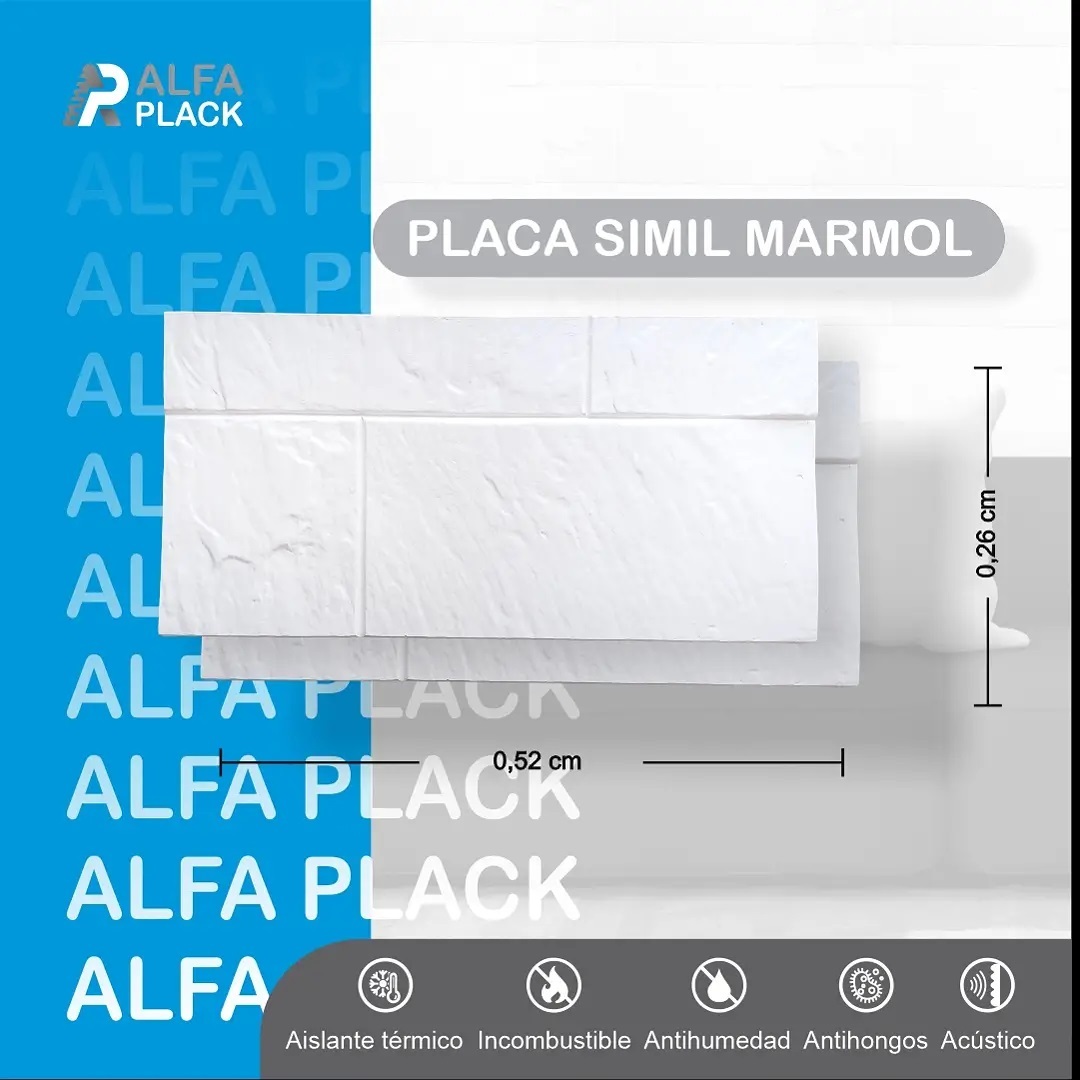 ALFA
PLACK
ALFA PL
ALFA PL
AL
AL
AL
ALFA PLACK
ALFA PLACK
ALFA PLACK
ALFA
PLACA SIMIL MARMOL
0,26 cm
0,52 cm
Aislante térmico
Incombustible
Antihumedad
Antihongos
Acústico